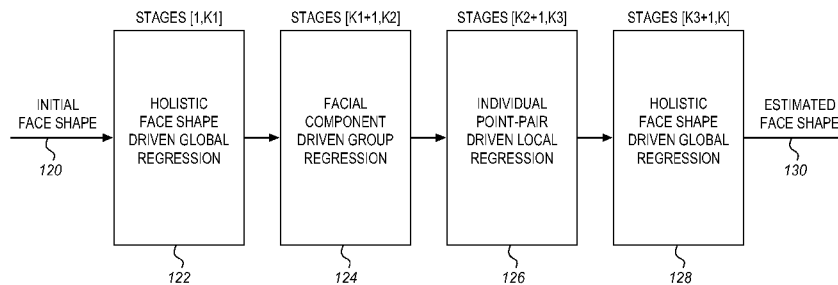 STAGES [1,K1]
STAGES [K1+1,K2]
STAGES [K2+1,K3]
STAGES [K3+1,K]
INITIAL
FACE SHAPE
120
HOLISTIC
FACE SHAPE
DRIVEN GLOBAL
REGRESSION
122
FACIAL
COMPONENT
DRIVEN GROUP
REGRESSION
124
INDIVIDUAL
POINT-PAIR
DRIVEN LOCAL
REGRESSION
126
HOLISTIC
FACE SHAPE
DRIVEN GLOBAL
REGRESSION
128
ESTIMATED
FACE SHAPE
130